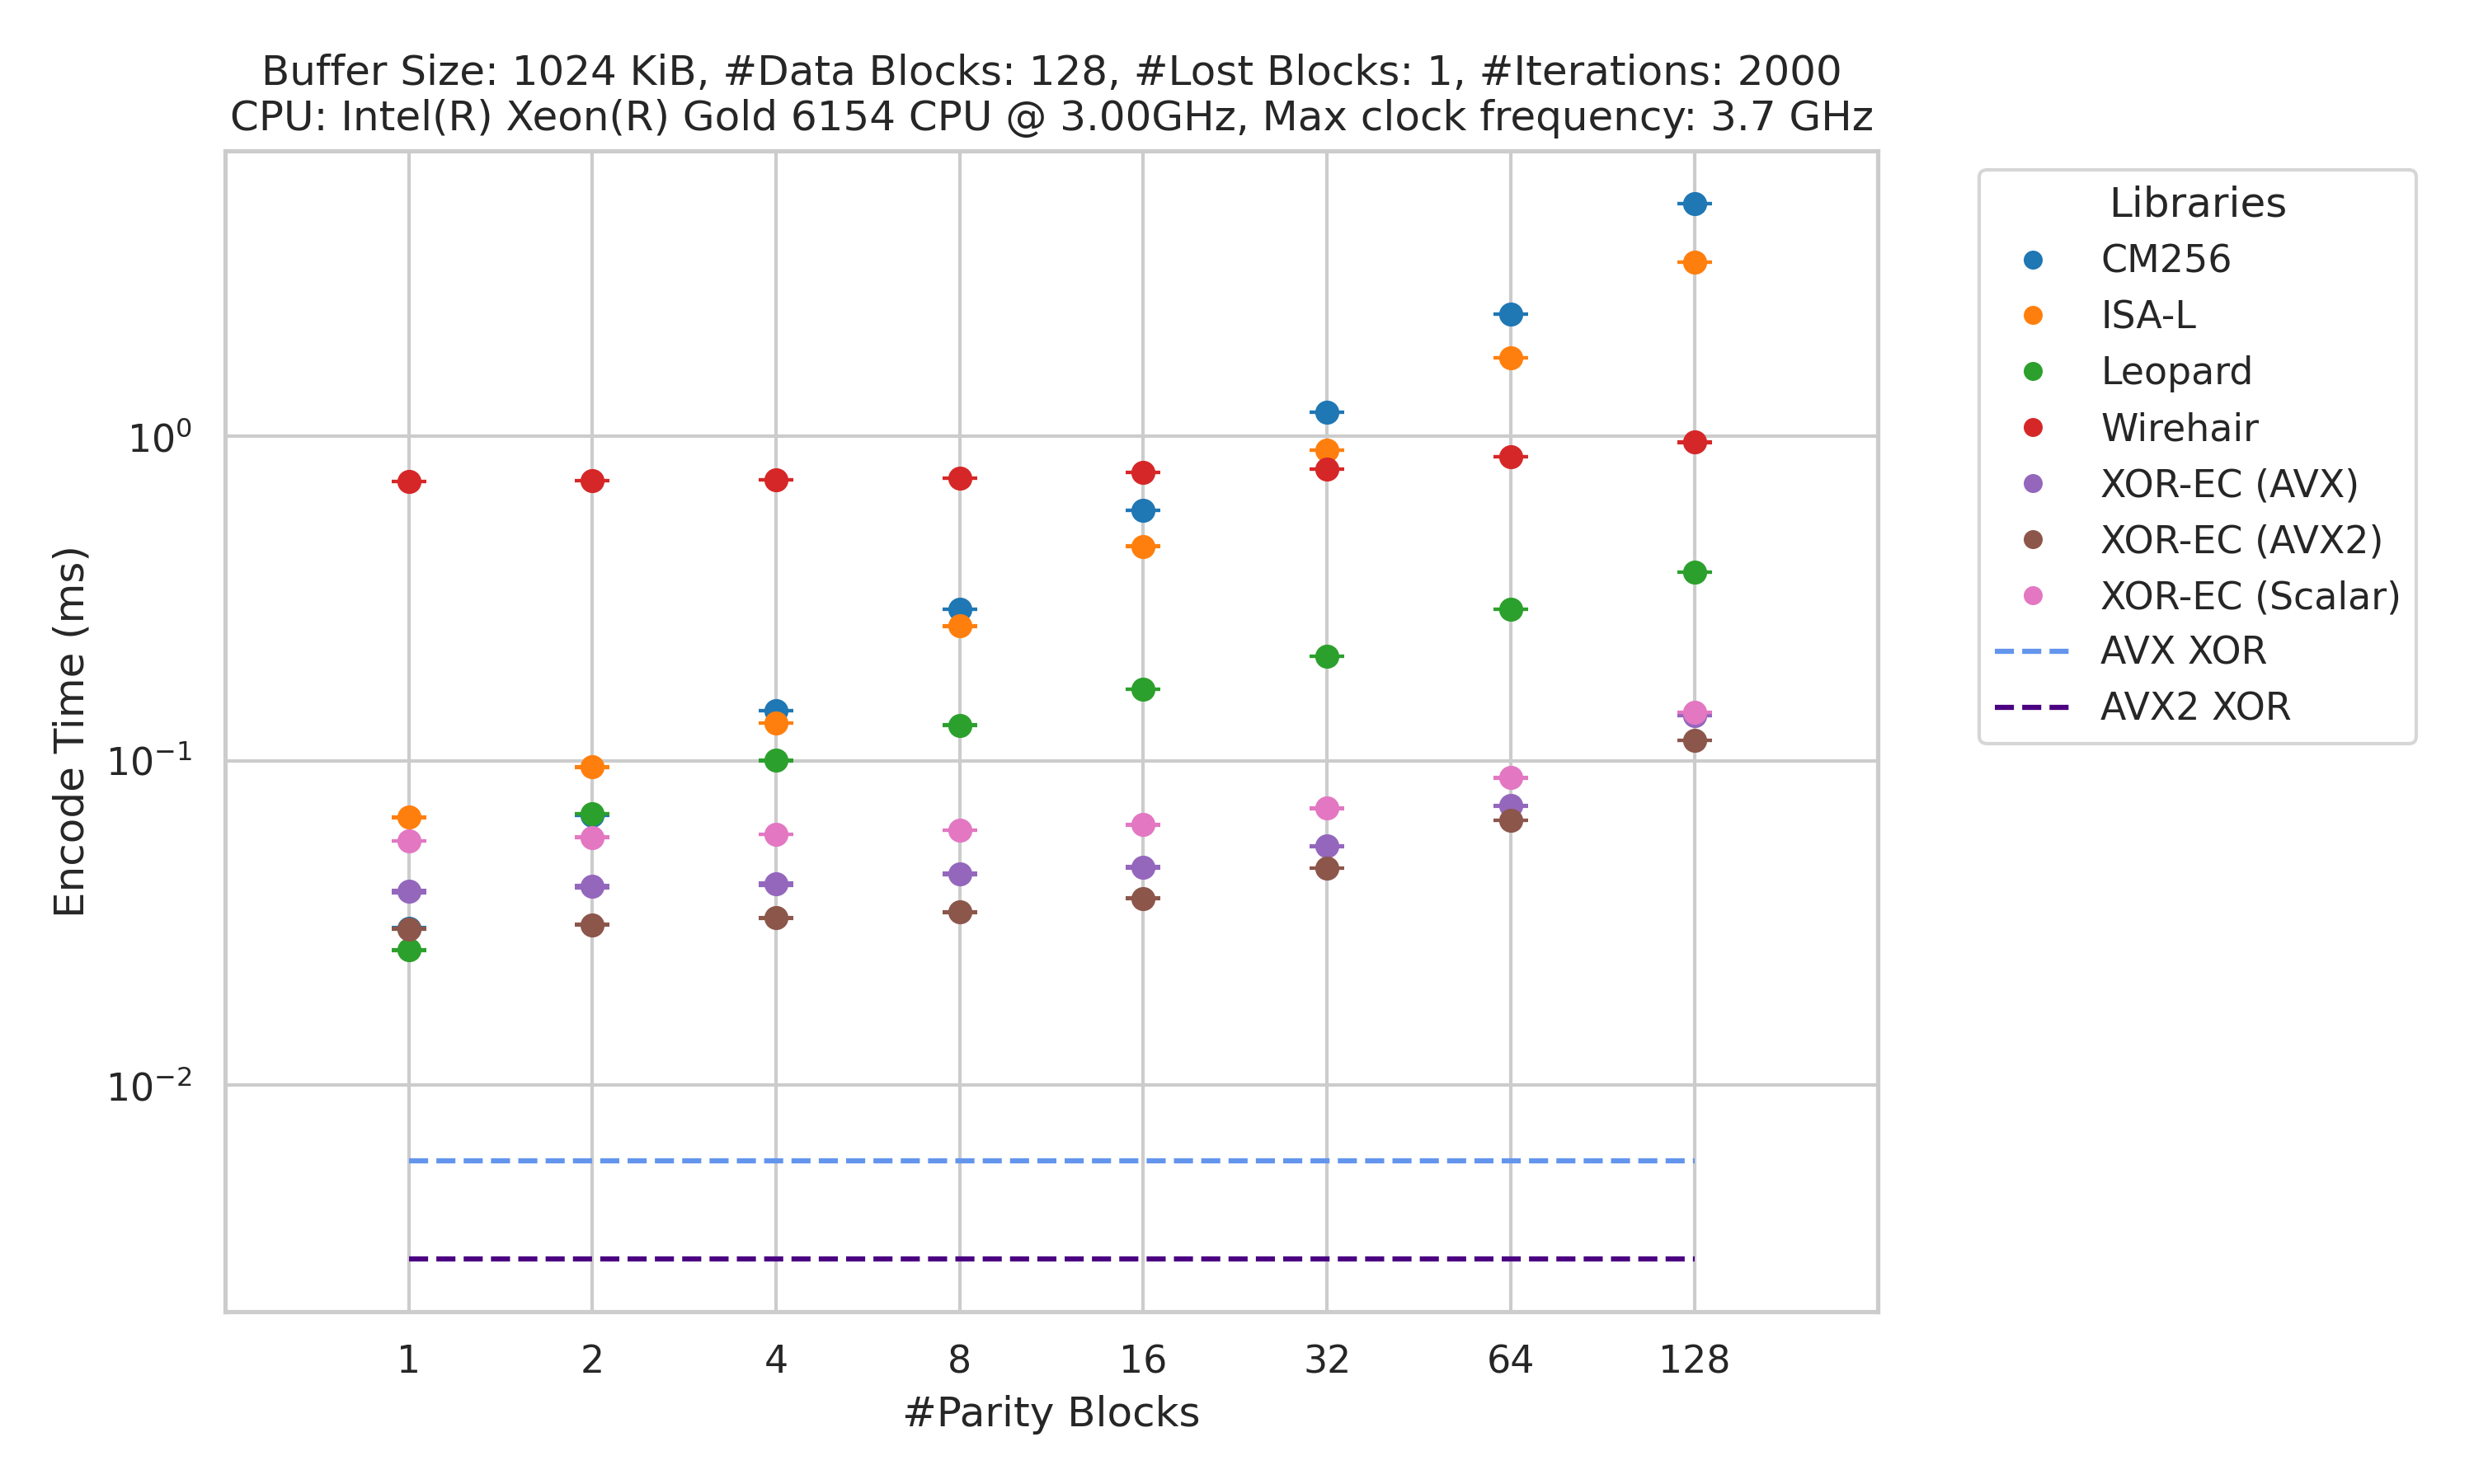 Buffer Size: 1024 KiB, #Data Blocks: 128, #Lost Blocks: 1, #Iterations: 2000
CPU: Intel(R) Xeon(R) Gold 6154 CPU @ 3.00GHz, Max clock frequency: 3.7 GHz
Encode Time (ms)
10⁰
10⁻¹
10⁻²
1 2 4 8 16 32 64 128
#Parity Blocks
Libraries
CM256
ISA-L
Leopard
Wirehair
XOR-EC (AVX)
XOR-EC (AVX2)
XOR-EC (Scalar)
AVX XOR
AVX2 XOR